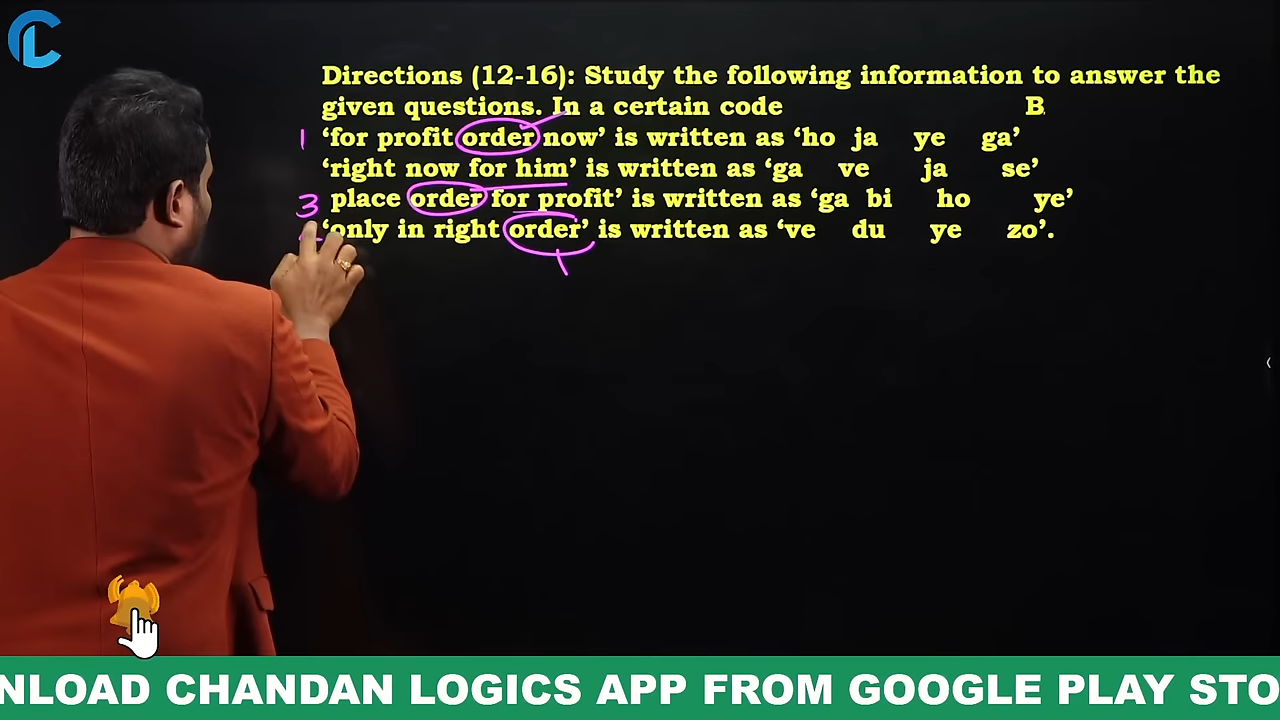 Directions (12-16): Study the following information to answer the
given questions. In a certain code B
1 ‘for profit order now’ is written as ‘ho ja ye ga’
‘right now for him’ is written as ‘ga ve ja se’
3 place order for profit’ is written as ‘ga bi ho ye’
‘only in right order’ is written as ‘ve du ye zo’.
NLOAD CHANDAN LOGICS APP FROM GOOGLE PLAY STO